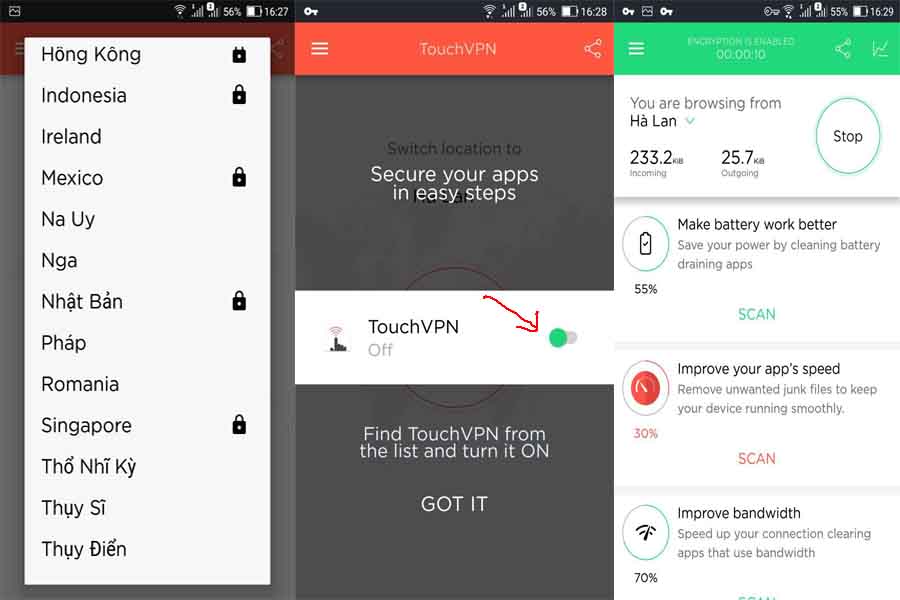 56% 16:27
Hồng Kông
Indonesia
Ireland
Mexico
Na Uy
Nga
Nhật Bản
Pháp
Romania
Singapore
Thổ Nhĩ Kỳ
Thụy Sĩ
Thụy Điển
56% 16:28
TouchVPN
Switch location to
Secure your apps
in easy steps
TouchVPN
Off
Find TouchVPN from
the list and turn it ON
GOT IT
55% 16:29
ENCRYPTION IS ENABLED
00:00:10
You are browsing from
Hà Lan
Stop
233.2KiB 25.7KiB
Incoming Outgoing
Make battery work better
Save your power by cleaning battery
draining apps
55%
SCAN
Improve your app's speed
Remove unwanted junk files to keep
your device running smoothly.
30%
SCAN
Improve bandwidth
Speed up your connection clearing
apps that use bandwidth
70%
SCAN